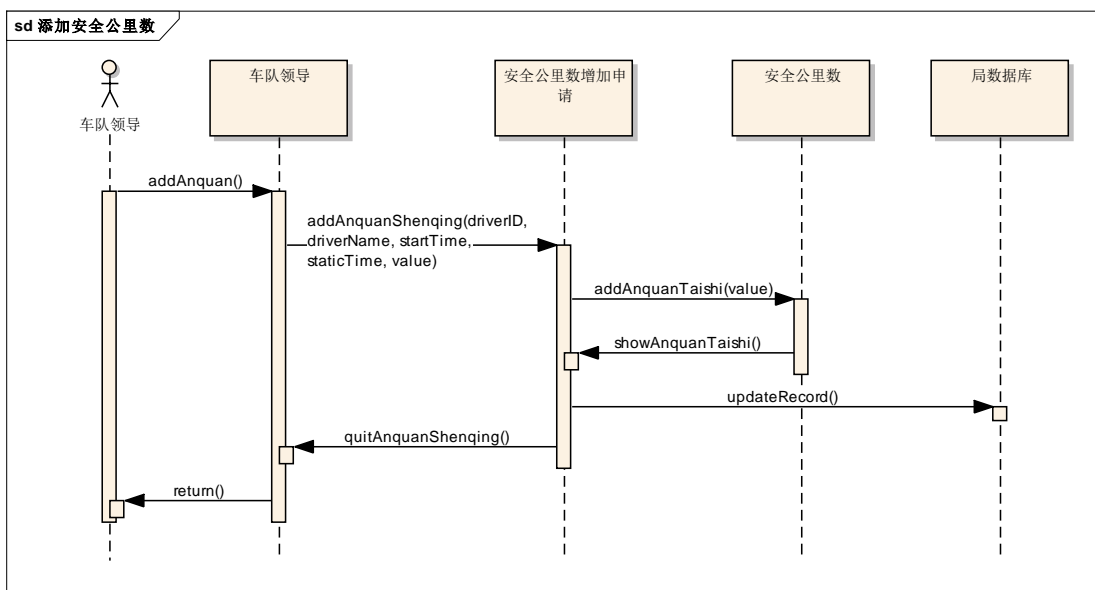 sd 添加安全公里数
车队领导
车队领导
安全公里数增加申
请
安全公里数
局数据库
addAnquan()
addAnquanShenqing(driverID,
driverName, startTime,
staticTime, value)
addAnquanTaishi(value)
showAnquanTaishi()
updateRecord()
quitAnquanShenqing()
return()